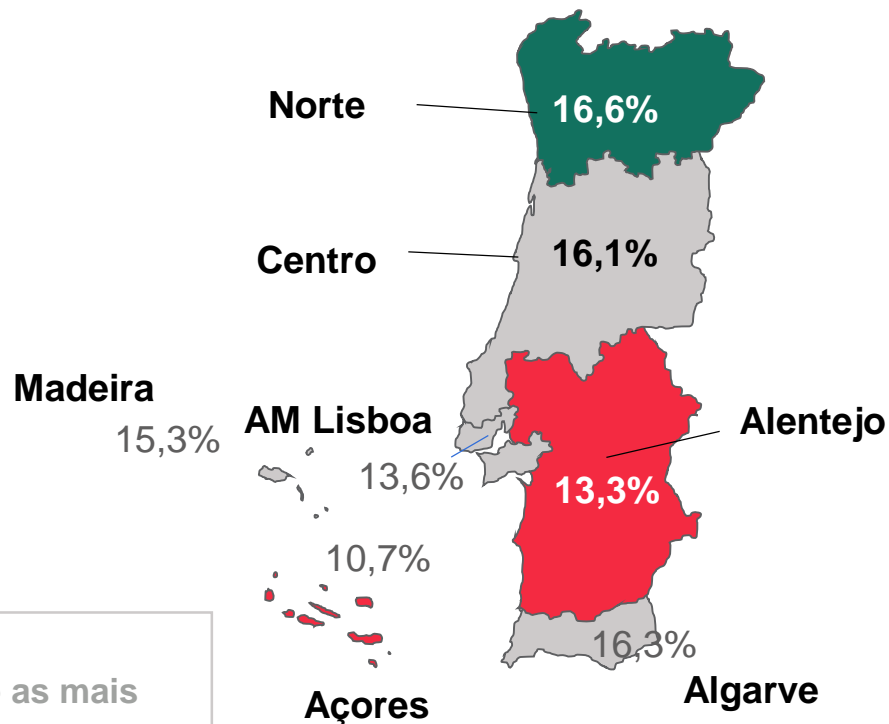 Norte
16,6%
Centro
16,1%
Madeira
15,3%
AM Lisboa
13,6%
Alentejo
13,3%
10,7%
Açores
16,3%
Algarve
as mais